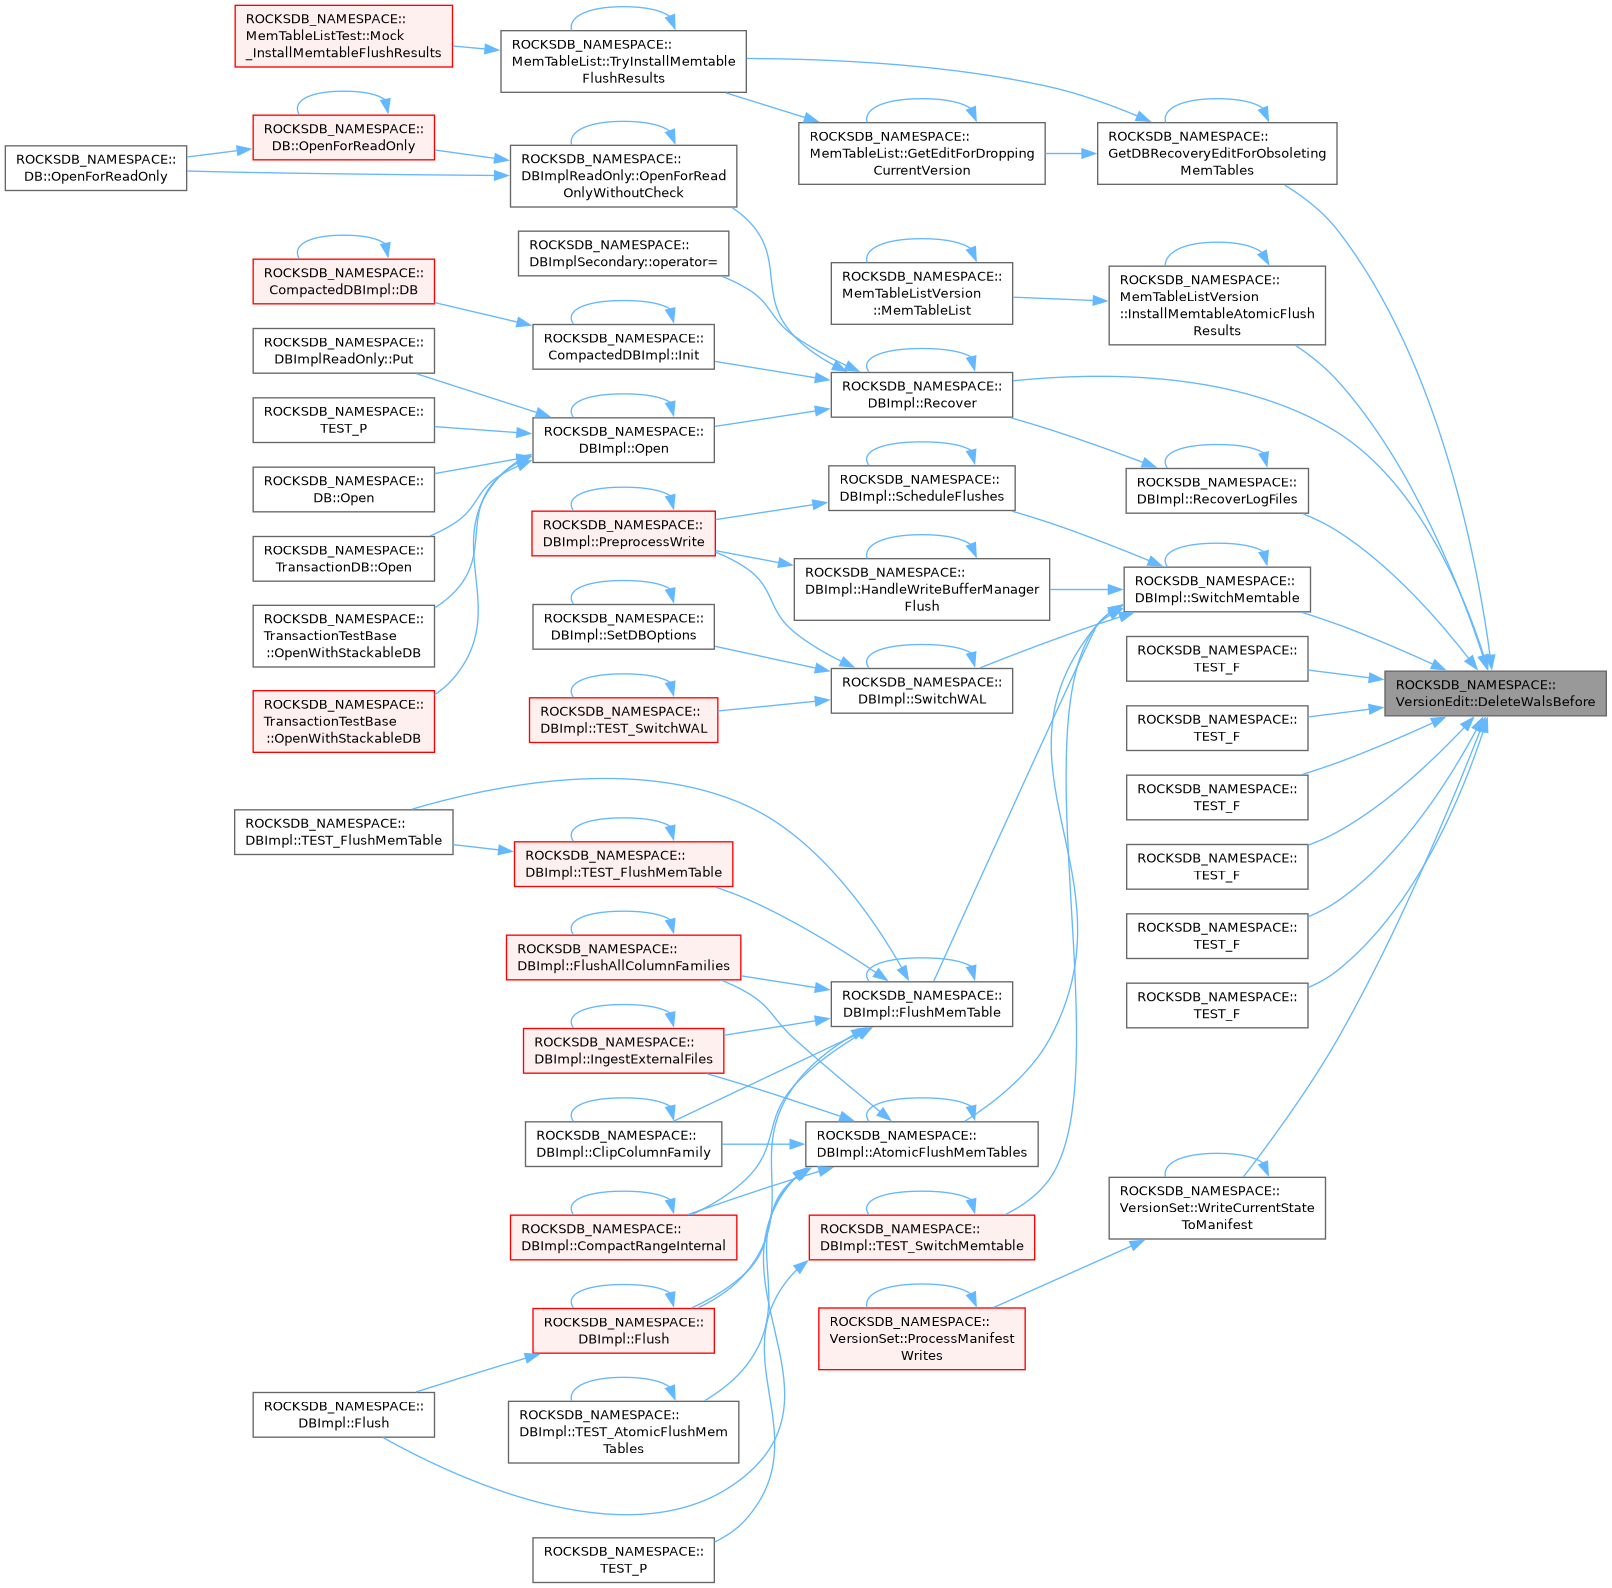 ROCKSDB_NAMESPACE::
MemTableListTest::Mock
_InstallMemtableFlushResults
ROCKSDB_NAMESPACE::
MemTableList::TryInstallMemtable
FlushResults
ROCKSDB_NAMESPACE::
DB::OpenForReadOnly
ROCKSDB_NAMESPACE::
DB::OpenForReadOnly
ROCKSDB_NAMESPACE::
DBImplReadOnly::OpenForRead
OnlyWithoutCheck
ROCKSDB_NAMESPACE::
MemTableList::GetEditForDropping
CurrentVersion
ROCKSDB_NAMESPACE::
GetDBRecoveryEditForObsoleting
MemTables
ROCKSDB_NAMESPACE::
DBImplSecondary::operator=
ROCKSDB_NAMESPACE::
MemTableListVersion
::MemTableList
ROCKSDB_NAMESPACE::
MemTableListVersion
::InstallMemtableAtomicFlush
Results
ROCKSDB_NAMESPACE::
CompactedDBImpl::DB
ROCKSDB_NAMESPACE::
CompactedDBImpl::Init
ROCKSDB_NAMESPACE::
DBImplReadOnly::Put
ROCKSDB_NAMESPACE::
DBImpl::Recover
ROCKSDB_NAMESPACE::
TEST_P
ROCKSDB_NAMESPACE::
DBImpl::Open
ROCKSDB_NAMESPACE::
DB::Open
ROCKSDB_NAMESPACE::
DBImpl::ScheduleFlushes
ROCKSDB_NAMESPACE::
DBImpl::RecoverLogFiles
ROCKSDB_NAMESPACE::
TransactionDB::Open
ROCKSDB_NAMESPACE::
DBImpl::PreprocessWrite
ROCKSDB_NAMESPACE::
DBImpl::HandleWriteBufferManager
Flush
ROCKSDB_NAMESPACE::
DBImpl::SwitchMemtable
ROCKSDB_NAMESPACE::
TransactionTestBase
::OpenWithStackableDB
ROCKSDB_NAMESPACE::
DBImpl::SetDBOptions
ROCKSDB_NAMESPACE::
TEST_F
ROCKSDB_NAMESPACE::
TransactionTestBase
::OpenWithStackableDB
ROCKSDB_NAMESPACE::
DBImpl::TEST_SwitchWAL
ROCKSDB_NAMESPACE::
DBImpl::SwitchWAL
ROCKSDB_NAMESPACE::
VersionEdit::DeleteWalsBefore
ROCKSDB_NAMESPACE::
TEST_F
ROCKSDB_NAMESPACE::
TEST_F
ROCKSDB_NAMESPACE::
DBImpl::TEST_FlushMemTable
ROCKSDB_NAMESPACE::
DBImpl::TEST_FlushMemTable
ROCKSDB_NAMESPACE::
TEST_F
ROCKSDB_NAMESPACE::
DBImpl::FlushAllColumnFamilies
ROCKSDB_NAMESPACE::
TEST_F
ROCKSDB_NAMESPACE::
DBImpl::FlushMemTable
ROCKSDB_NAMESPACE::
TEST_F
ROCKSDB_NAMESPACE::
DBImpl::IngestExternalFiles
ROCKSDB_NAMESPACE::
DBImpl::ClipColumnFamily
ROCKSDB_NAMESPACE::
DBImpl::AtomicFlushMemTables
ROCKSDB_NAMESPACE::
VersionSet::WriteCurrentState
ToManifest
ROCKSDB_NAMESPACE::
DBImpl::CompactRangeInternal
ROCKSDB_NAMESPACE::
DBImpl::TEST_SwitchMemtable
ROCKSDB_NAMESPACE::
DBImpl::Flush
ROCKSDB_NAMESPACE::
VersionSet::ProcessManifest
Writes
ROCKSDB_NAMESPACE::
DBImpl::Flush
ROCKSDB_NAMESPACE::
DBImpl::TEST_AtomicFlushMem
Tables
ROCKSDB_NAMESPACE::
TEST_P